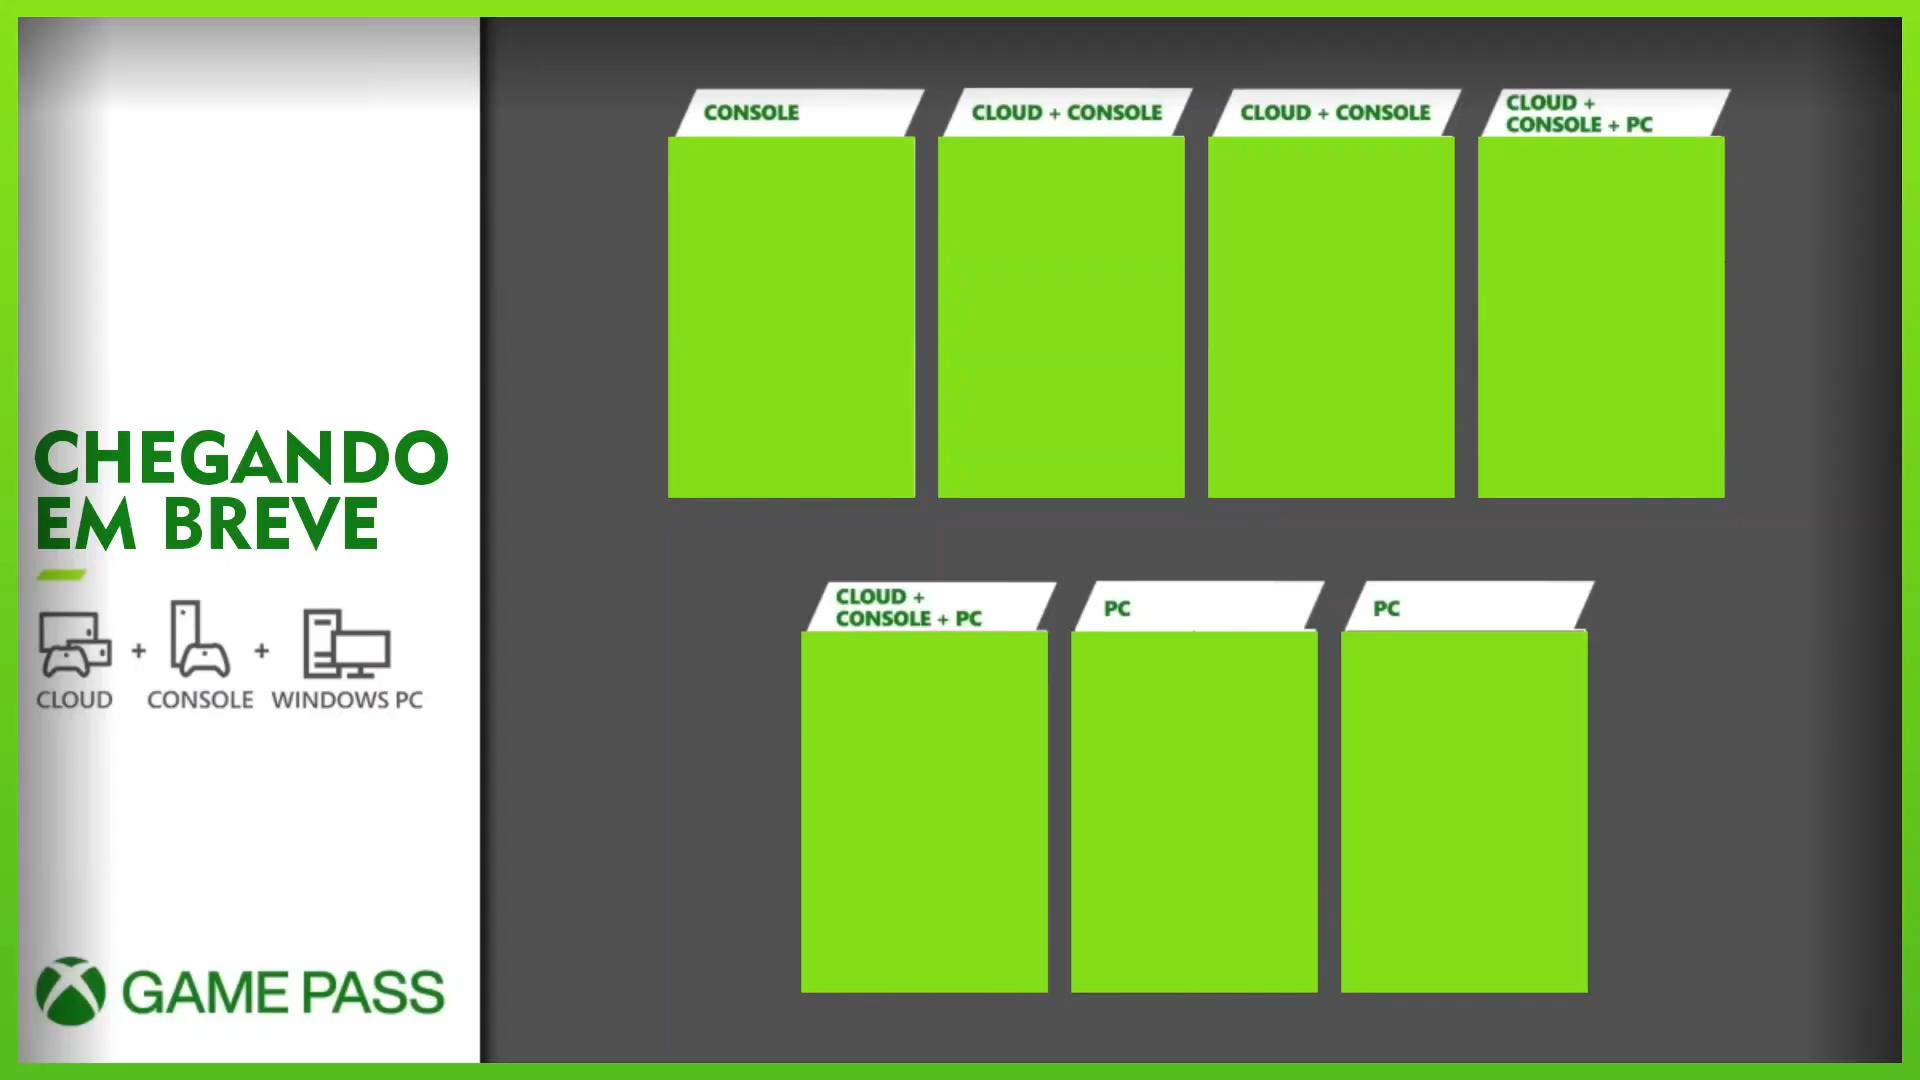 CHEGANDO
EM BREVE
CLOUD + CONSOLE + WINDOWS PC
GAME PASS
CONSOLE
CLOUD + CONSOLE
CLOUD + CONSOLE
CLOUD +
CONSOLE + PC
CLOUD +
CONSOLE + PC
PC
PC